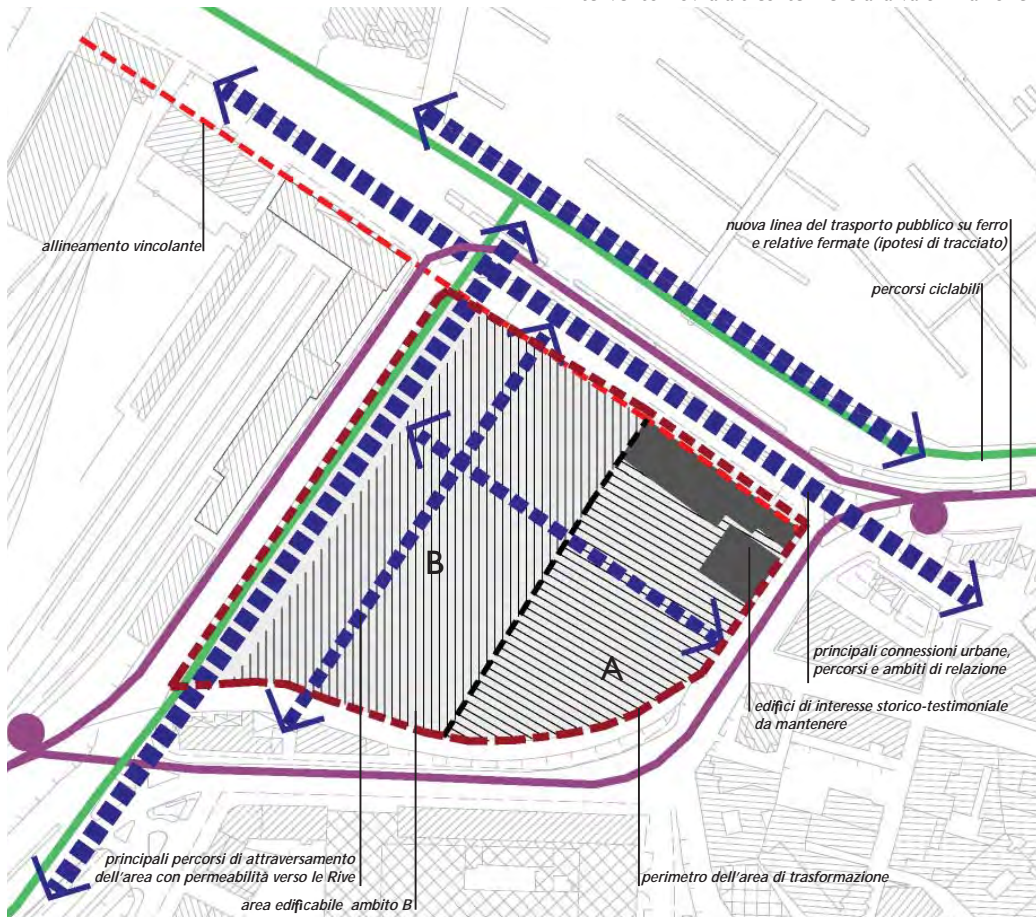 allineamento vincolante
nuova linea del trasporto pubblico su ferro
e relative fermate (ipotesi di tracciato)
percorsi ciclabili
B
A
principali connessioni urbane,
percorsi e ambiti di relazione
edifici di interesse storico-testimoniale
da mantenere
principali percorsi di attraversamento
dell'area con permeabilità verso le Rive
perimetro dell'area di trasformazione
area edificabile ambito B